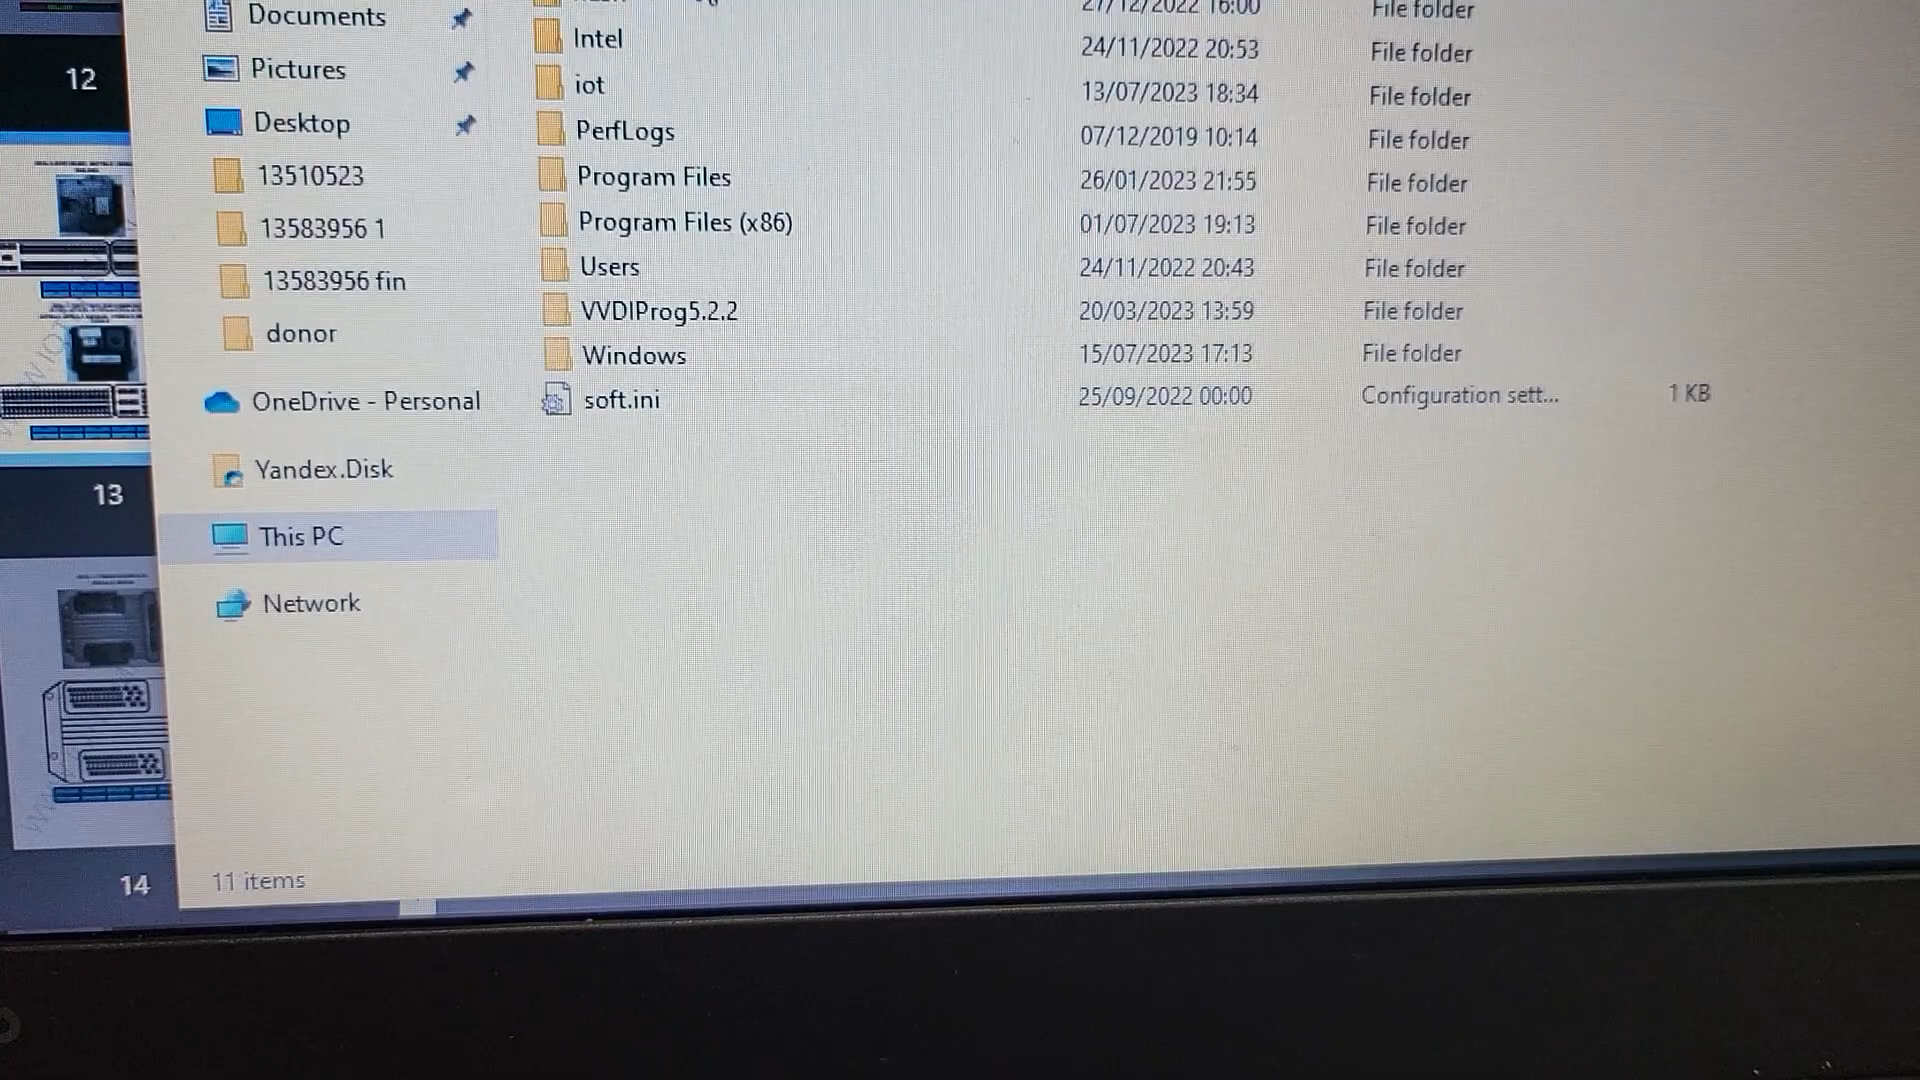 Documents
Pictures
Desktop
13510523
13583956 1
13583956 fin
donor
OneDrive - Personal
Yandex.Disk
This PC
Network
11 items
27/12/2022 16:00 File folder
Intel 24/11/2022 20:53 File folder
iot 13/07/2023 18:34 File folder
PerfLogs 07/12/2019 10:14 File folder
Program Files 26/01/2023 21:55 File folder
Program Files (x86) 01/07/2023 19:13 File folder
Users 24/11/2022 20:43 File folder
VVDIProg5.2.2 20/03/2023 13:59 File folder
Windows 15/07/2023 17:13 File folder
soft.ini 25/09/2022 00:00 Configuration sett... 1 KB
12
13
14